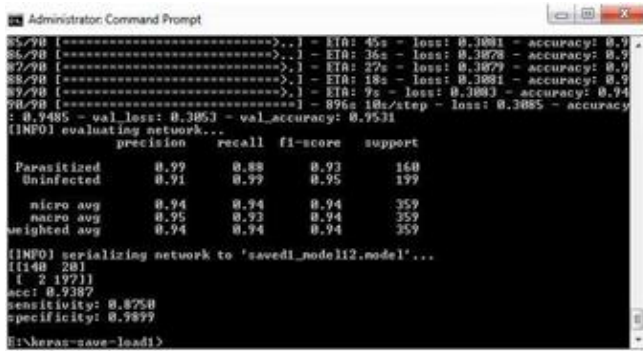 Administrator: Command Prompt
85/90 [==============================>..] - ETA: 45s - loss: 0.3081 - accuracy: 0.9
86/90 [==============================>..] - ETA: 36s - loss: 0.3078 - accuracy: 0.9
87/90 [==============================>..] - ETA: 27s - loss: 0.3079 - accuracy: 0.9
88/90 [==============================>..] - ETA: 18s - loss: 0.3081 - accuracy: 0.9
89/90 [==============================>.] - ETA: 9s - loss: 0.3083 - accuracy: 0.94
90/90 [==============================] - 896s 10s/step - loss: 0.3085 - accuracy
: 0.9485 - val_loss: 0.3053 - val_accuracy: 0.9531
[INFO] evaluating network...
precision recall f1-score support
Parasitized 0.99 0.88 0.93 160
Uninfected 0.91 0.99 0.95 199
micro avg 0.94 0.94 0.94 359
macro avg 0.95 0.93 0.94 359
weighted avg 0.94 0.94 0.94 359
[INFO] serializing network to 'saved1_model12.model'...
[[140 20]
[ 2 197]]
acc: 0.9387
sensitivity: 0.8750
specificity: 0.9899
E:\keras-save-load1>